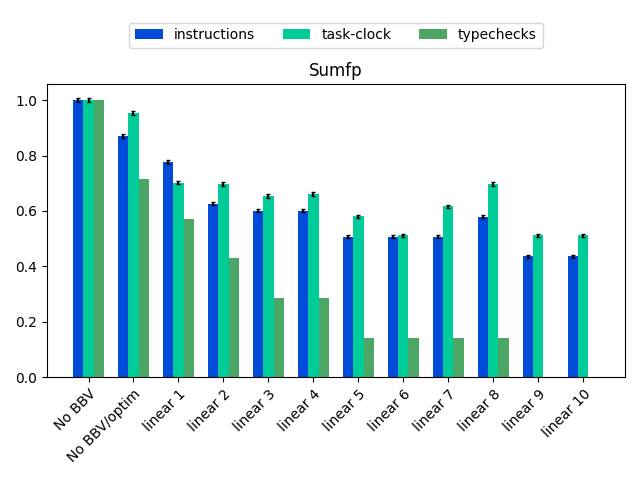 instructions task-clock typechecks
Sumfp
1.0
0.8
0.6
0.4
0.2
0.0
No BBV
No BBV/optim
linear 1
linear 2
linear 3
linear 4
linear 5
linear 6
linear 7
linear 8
linear 9
linear 10